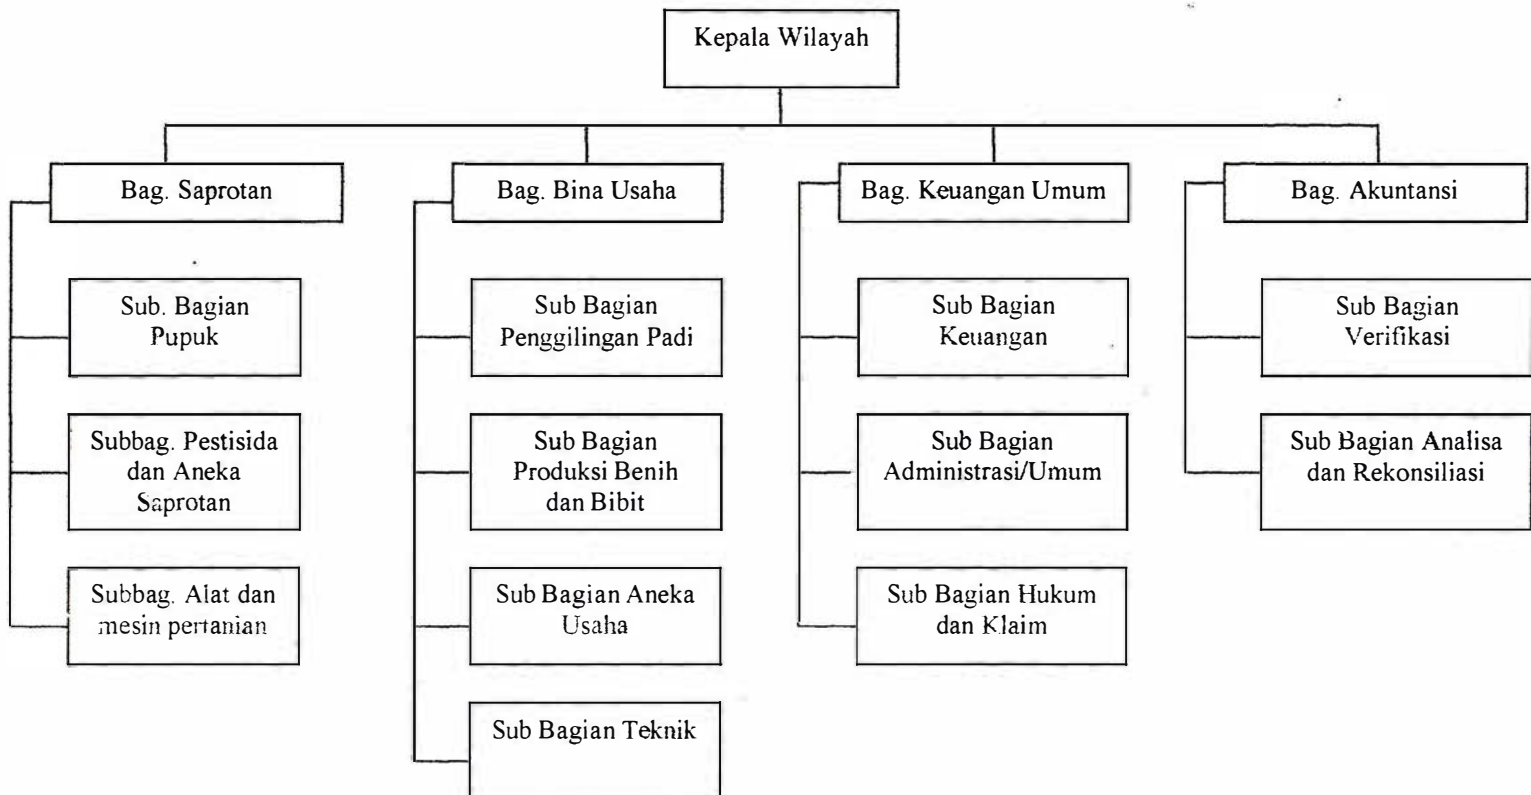 Kepala Wilayah
Bag. Saprotan
Bag. Bina Usaha
Bag. Keuangan Umum
Bag. Akuntansi
Sub. Bagian
Pupuk
Sub Bagian
Penggilingan Padi
Sub Bagian
Keuangan
Sub Bagian
Verifikasi
Subbag. Pestisida
dan Aneka
Saprotan
Sub Bagian
Produksi Benih
dan Bibit
Sub Bagian
Administrasi/Umum
Sub Bagian Analisa
dan Rekonsiliasi
Subbag. Alat dan
mesin pertanian
Sub Bagian Aneka
Usaha
Sub Bagian Hukum
dan Klaim
Sub Bagian Teknik